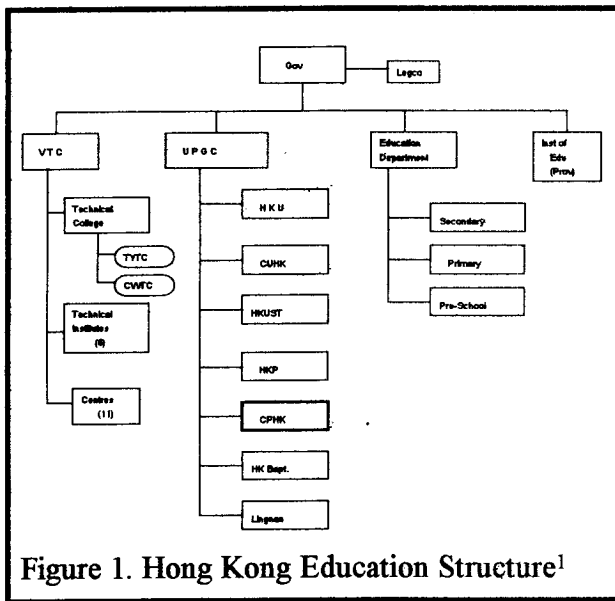 Gov
Legco
VTC
UPGC
Education
Department
Inst of
Edu
(Prov)
Technical
College
TYTC
CWTC
Technical
Institutes
Centres
(11)
HKU
CUHK
HKUST
HKP
CPHK
HK Bapt.
Lingnan
Secondary
Primary
Pre-School
Figure 1. Hong Kong Education Structure¹